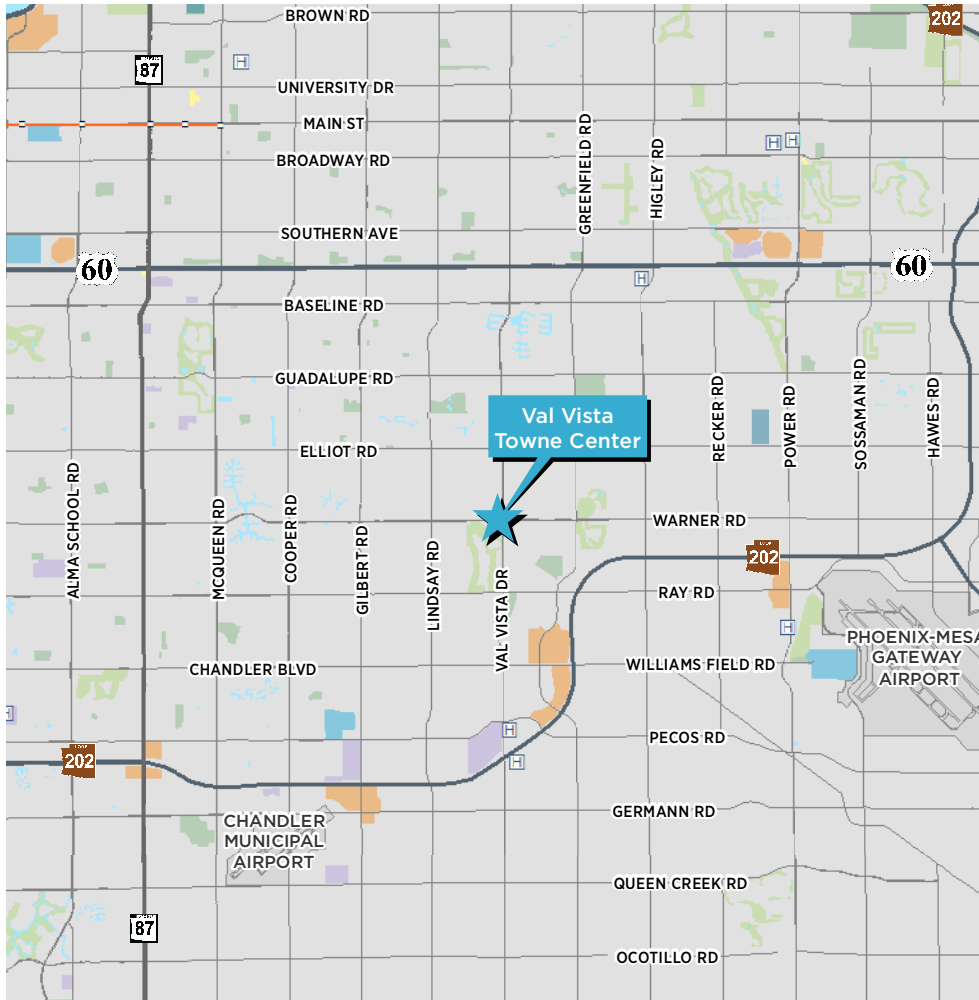 BROWN RD
202
87
H
UNIVERSITY DR
MAIN ST
BROADWAY RD
GREENFIELD RD
HIGLEY RD
H
H
SOUTHERN AVE
60
60
H
BASELINE RD
GUADALUPE RD
RECKER RD
POWER RD
SOSSAMAN RD
HAWES RD
Val Vista
Towne Center
ELLIOT RD
ALMA SCHOOL RD
MCQUEEN RD
COOPER RD
GILBERT RD
LINDSAY RD
VAL VISTA DR
WARNER RD
LOOP
202
RAY RD
H
PHOENIX-MESA
GATEWAY
AIRPORT
WILLIAMS FIELD RD
CHANDLER BLVD
H
H
PECOS RD
LOOP
202
H
GERMANN RD
CHANDLER
MUNICIPAL
AIRPORT
QUEEN CREEK RD
87
OCOTILLO RD